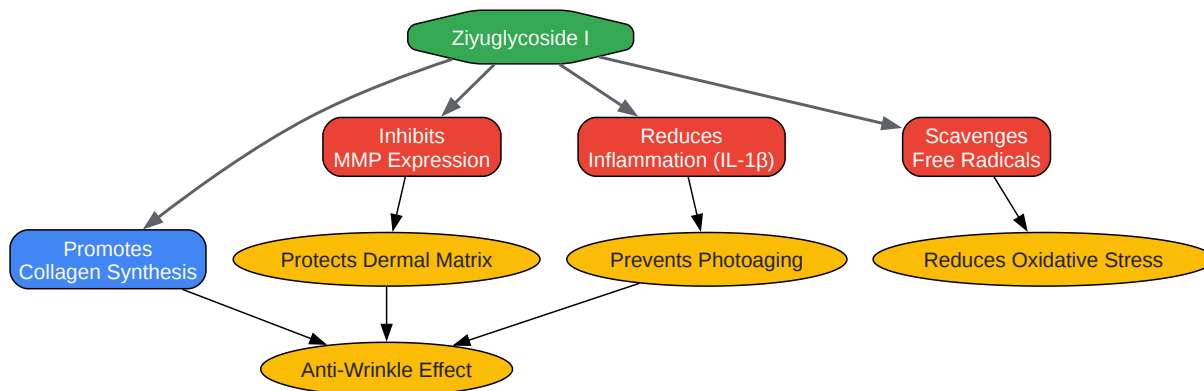 Ziyuglycoside I
Inhibits
MMP Expression
Reduces
Inflammation (IL-1β)
Scavenges
Free Radicals
Promotes
Collagen Synthesis
Protects Dermal Matrix
Prevents Photoaging
Reduces Oxidative Stress
Anti-Wrinkle Effect